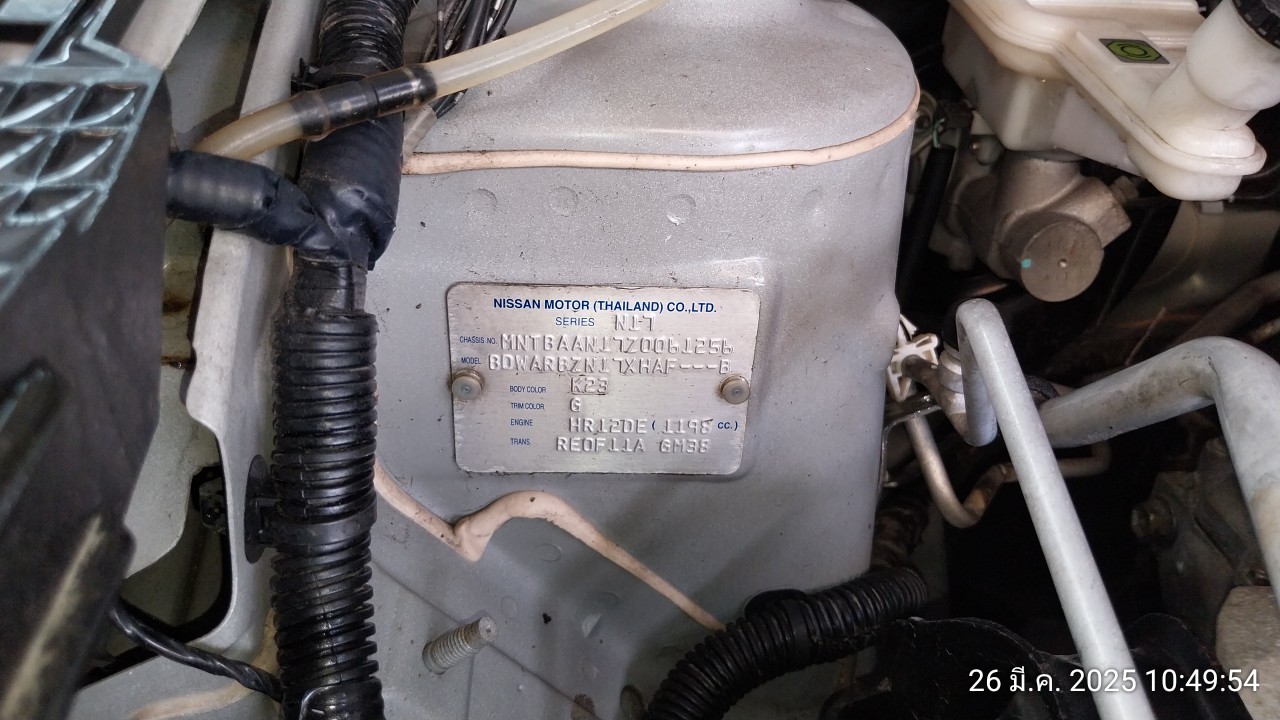 NISSAN MOTOR (THAILAND) CO.,LTD.
SERIES N17
CHASSIS NO. MNTBAAN17Z0061256
MODEL BDWARBZN17XHAF---B
BODY COLOR K23
TRIM COLOR G
ENGINE HR12DE ( 1198 CC.)
TRANS. RE0F11A GM38
26 มี.ค. 2025 10:49:54